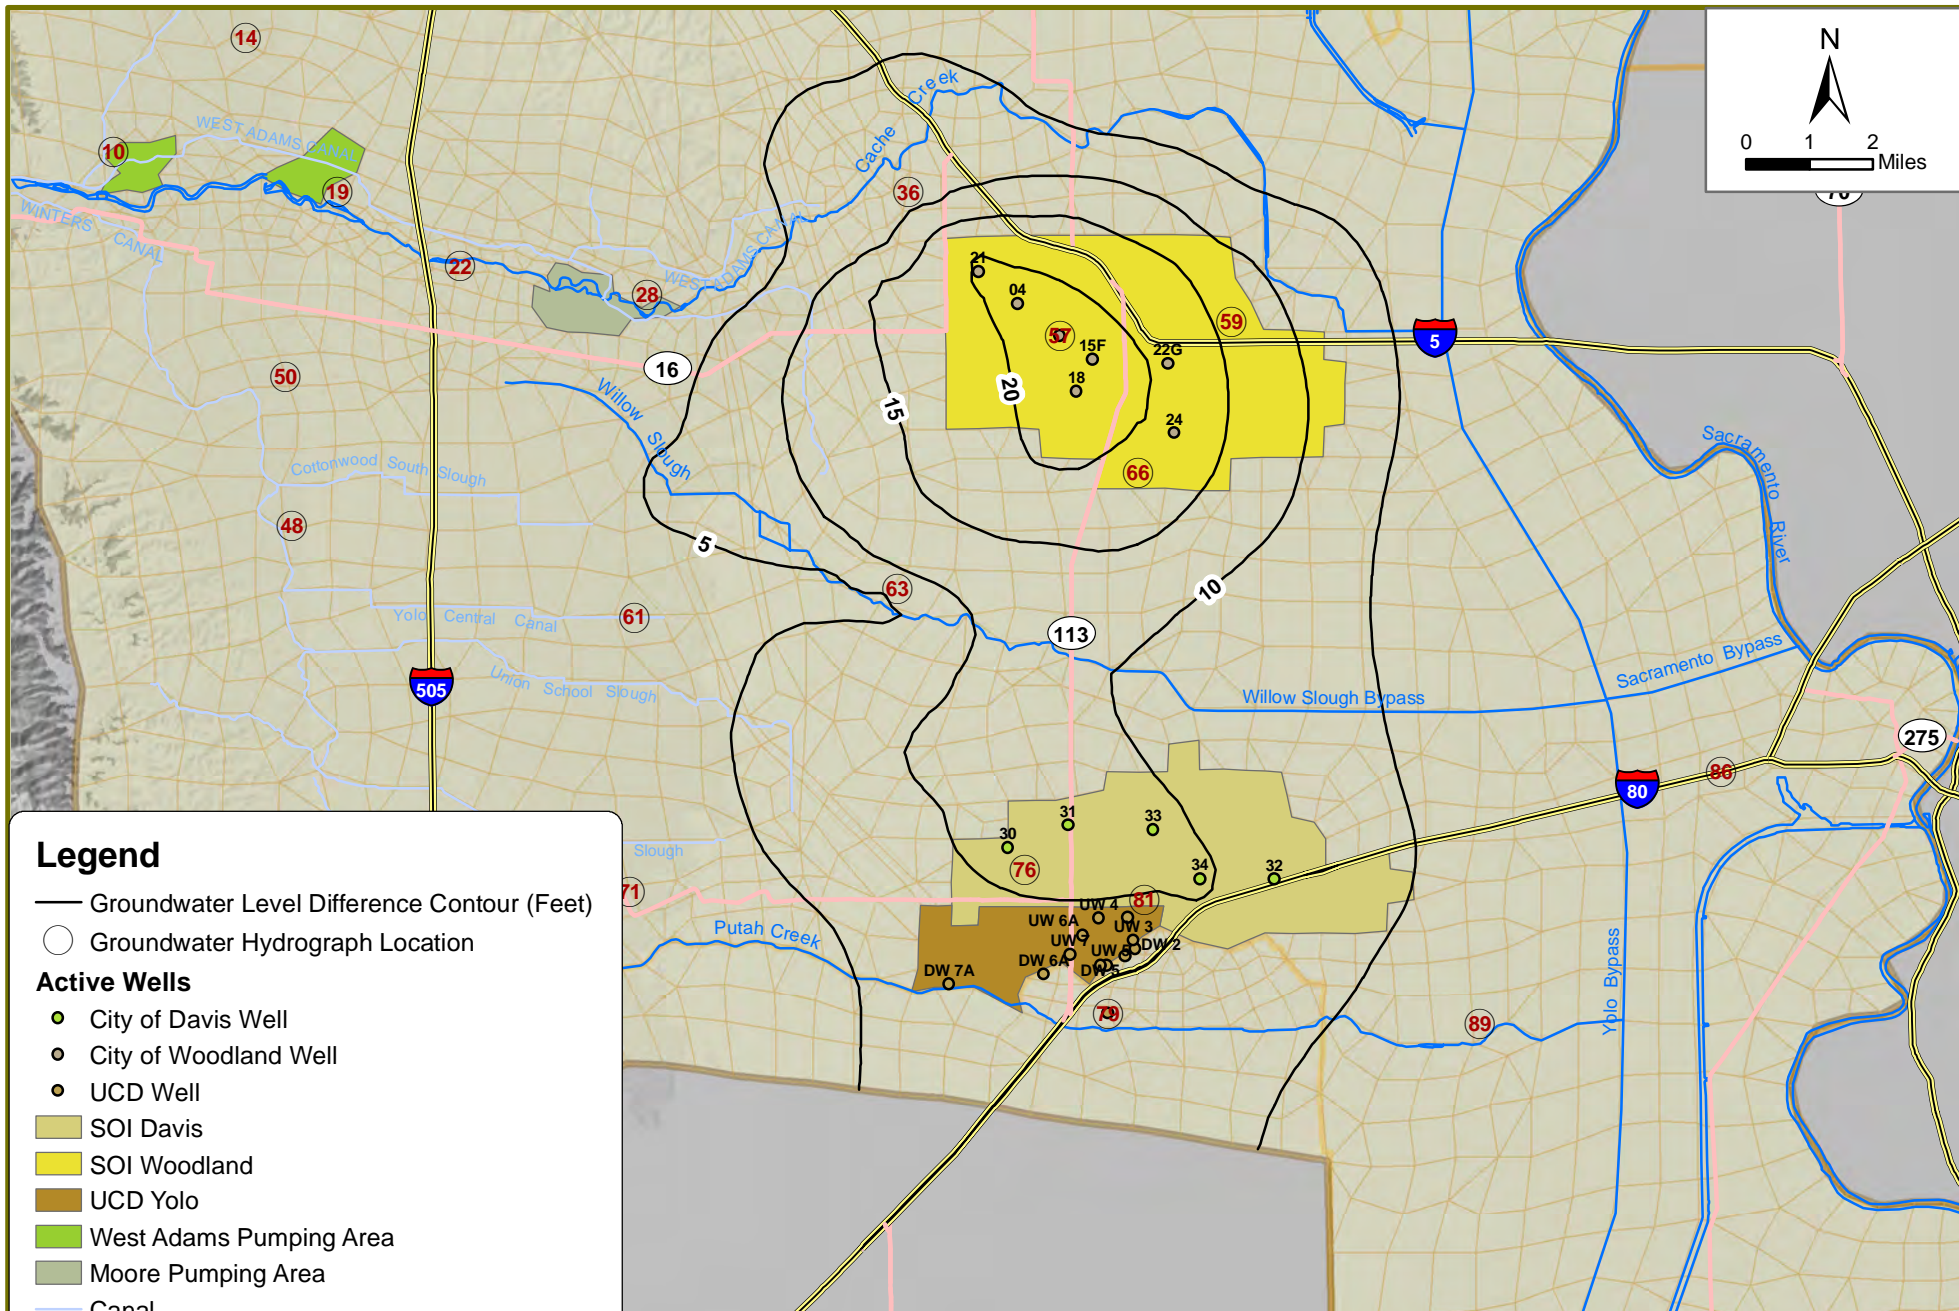 14
Cache Creek
N
0 1 2
Miles
70
WEST ADAMS CANAL
10
19
36
WINTERS CANAL
WEST ADAMS CANAL
22
28
21
04
57
15F
18
22G
24
59
66
5
16
50
20
15
Willow Slough
Cottonwood South Slough
48
5
63
10
Sacramento River
Yolo Central Canal
61
113
505
Union School Slough
Willow Slough Bypass
Sacramento Bypass
275
86
80
31
30
33
34
32
76
81
Slough
71
Putah Creek
UW 4
UW 6A
UW 3
UW 7
UW 5
DW 2
DW 6A
DW 5
DW 7A
79
89
Yolo Bypass
Legend
Groundwater Level Difference Contour (Feet)
Groundwater Hydrograph Location
Active Wells
City of Davis Well
City of Woodland Well
UCD Well
SOI Davis
SOI Woodland
UCD Yolo
West Adams Pumping Area
Moore Pumping Area
Canal